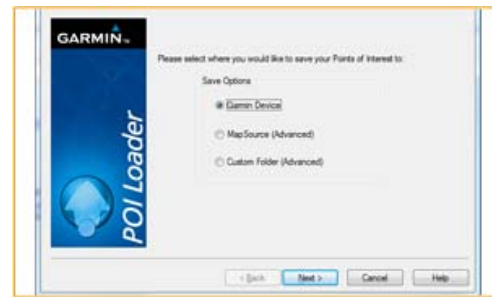 GARMIN™
POI Loader
Please select where you would like to save your Points of Interest to:
Save Options
Garmin Device
MapSource (Advanced)
Custom Folder (Advanced)
< Back
Next >
Cancel
Help